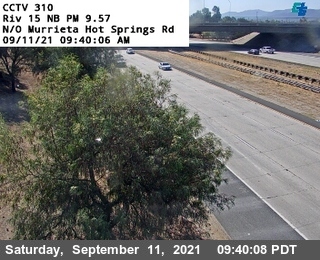 CCTV 310
Riv 15 NB PM 9.57
N/O Murrieta Hot Springs Rd
09/11/21 09:40:06 AM
Saturday, September 11, 2021 09:40:08 PDT